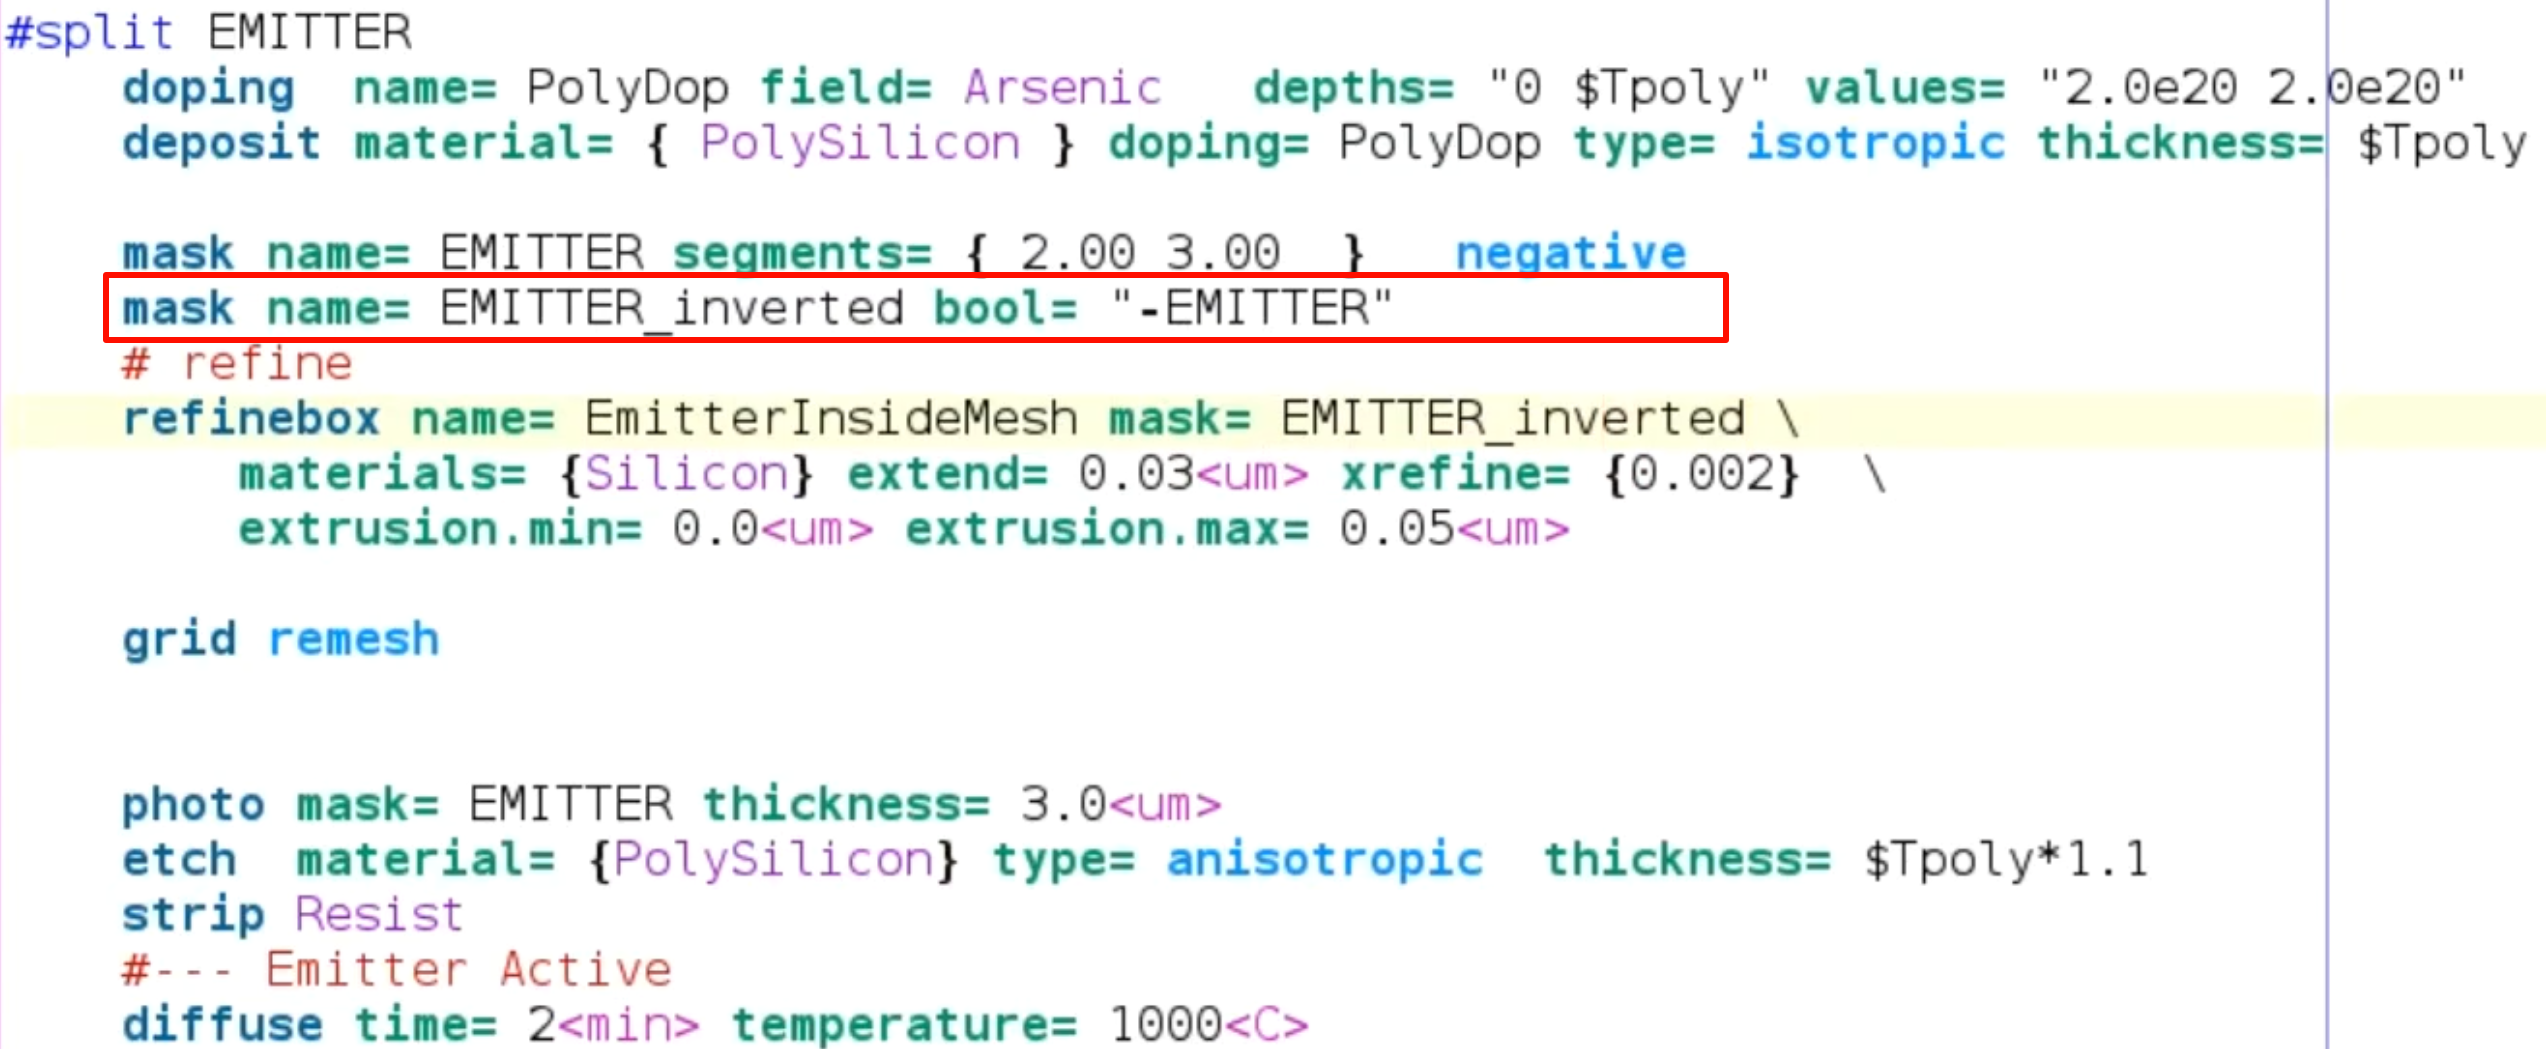 #split EMITTER
doping  name= PolyDop field= Arsenic   depths= "0 $Tpoly" values= "2.0e20 2.0e20"
deposit material= { PolySilicon } doping= PolyDop type= isotropic thickness= $Tpoly
mask name= EMITTER segments= { 2.00 3.00  }   negative
mask name= EMITTER_inverted bool= "-EMITTER"
# refine
refinebox name= EmitterInsideMesh mask= EMITTER_inverted \
materials= {Silicon} extend= 0.03<um> xrefine= {0.002}  \
extrusion.min= 0.0<um> extrusion.max= 0.05<um>
grid remesh
photo mask= EMITTER thickness= 3.0<um>
etch  material= {PolySilicon} type= anisotropic  thickness= $Tpoly*1.1
strip Resist
#--- Emitter Active
diffuse time= 2<min> temperature= 1000<C>